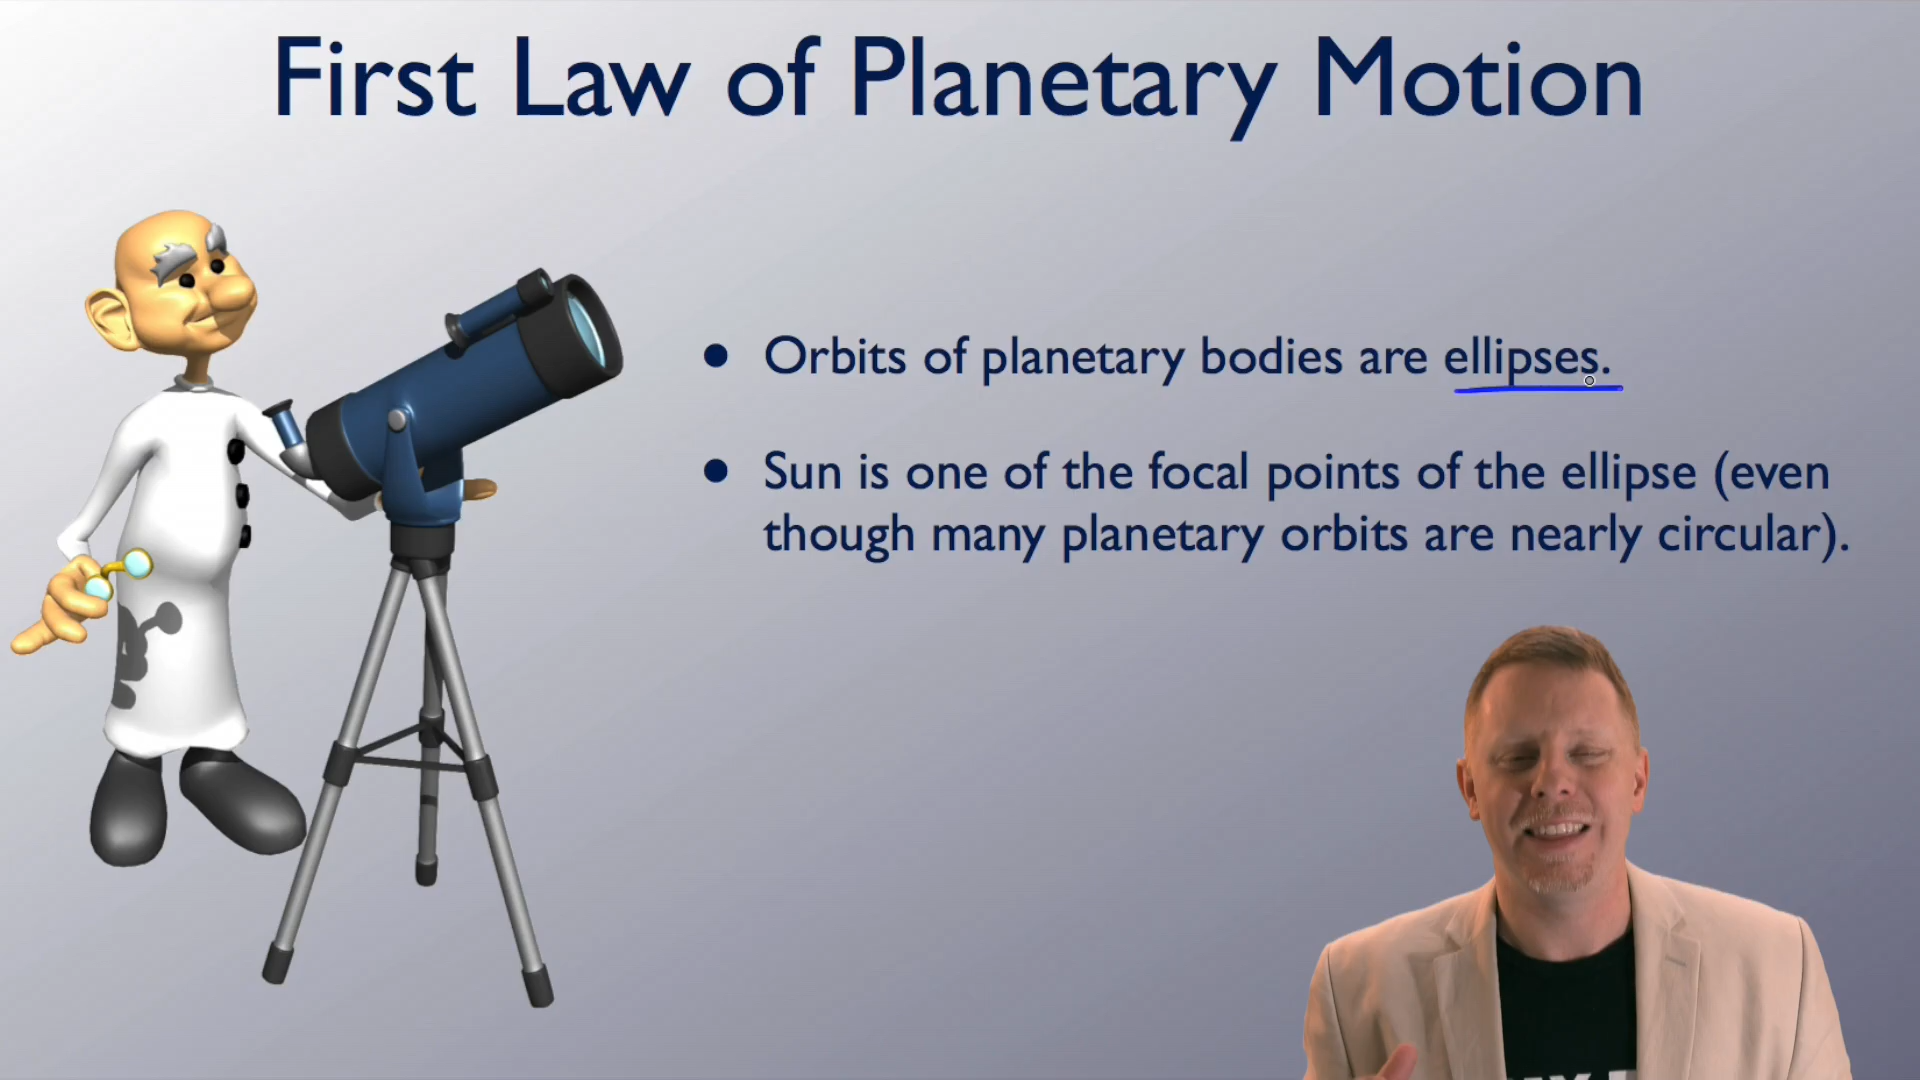 First Law of Planetary Motion
• Orbits of planetary bodies are ellipses.
• Sun is one of the focal points of the ellipse (even
though many planetary orbits are nearly circular).